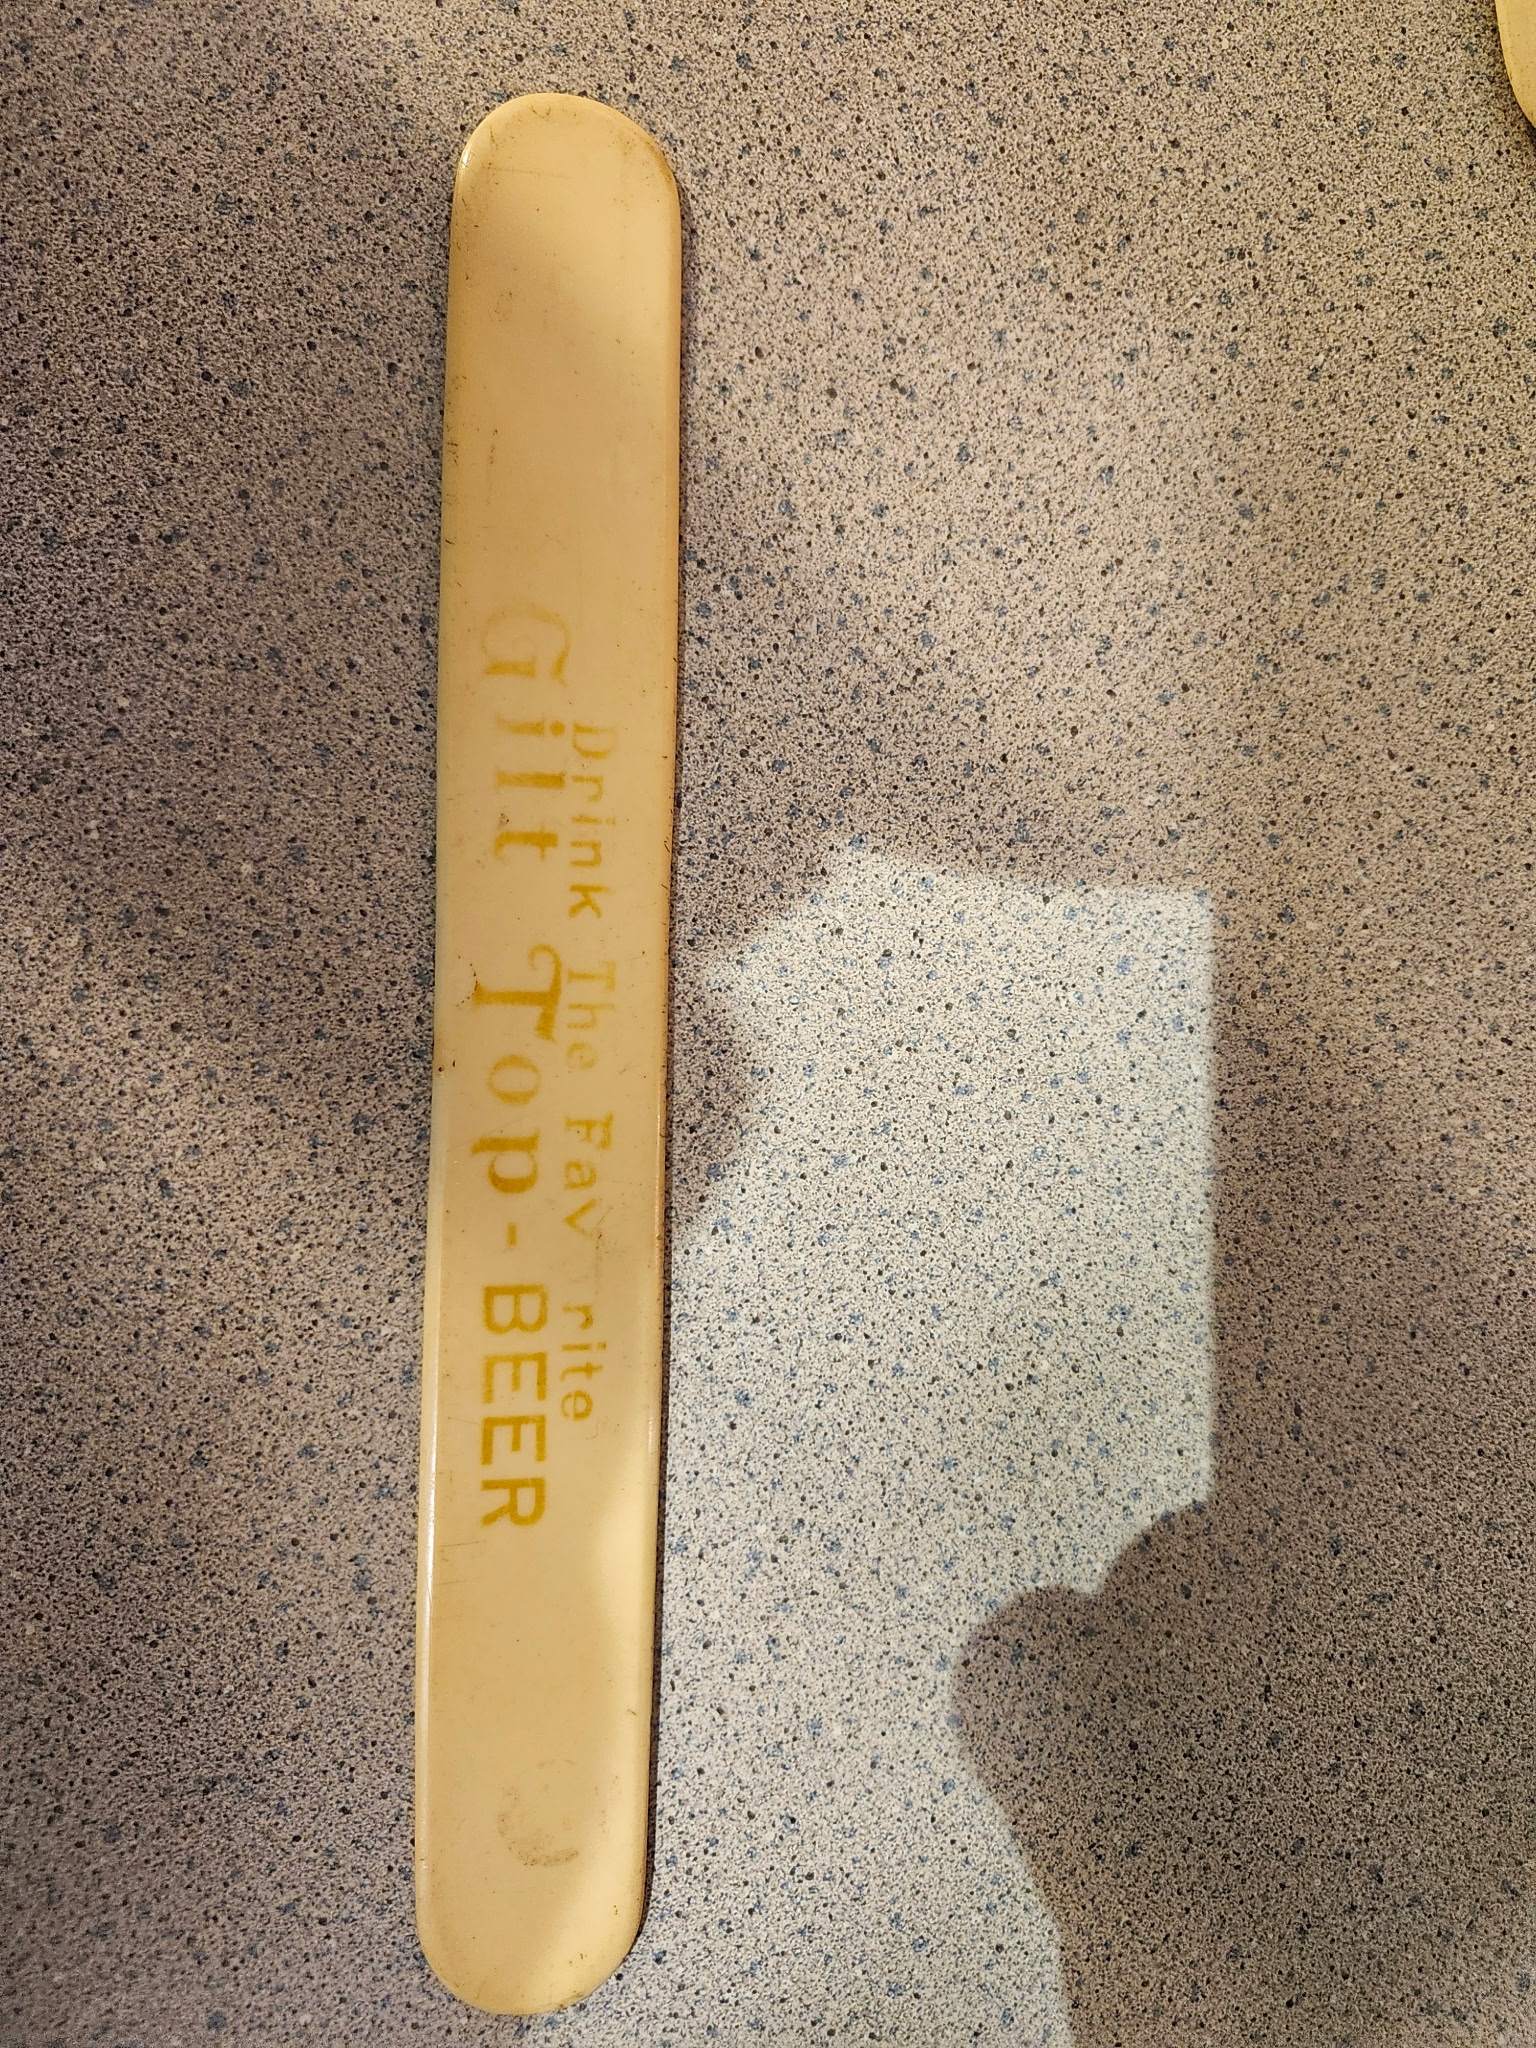 Drink The Fav rite
Gilt Top - BEER